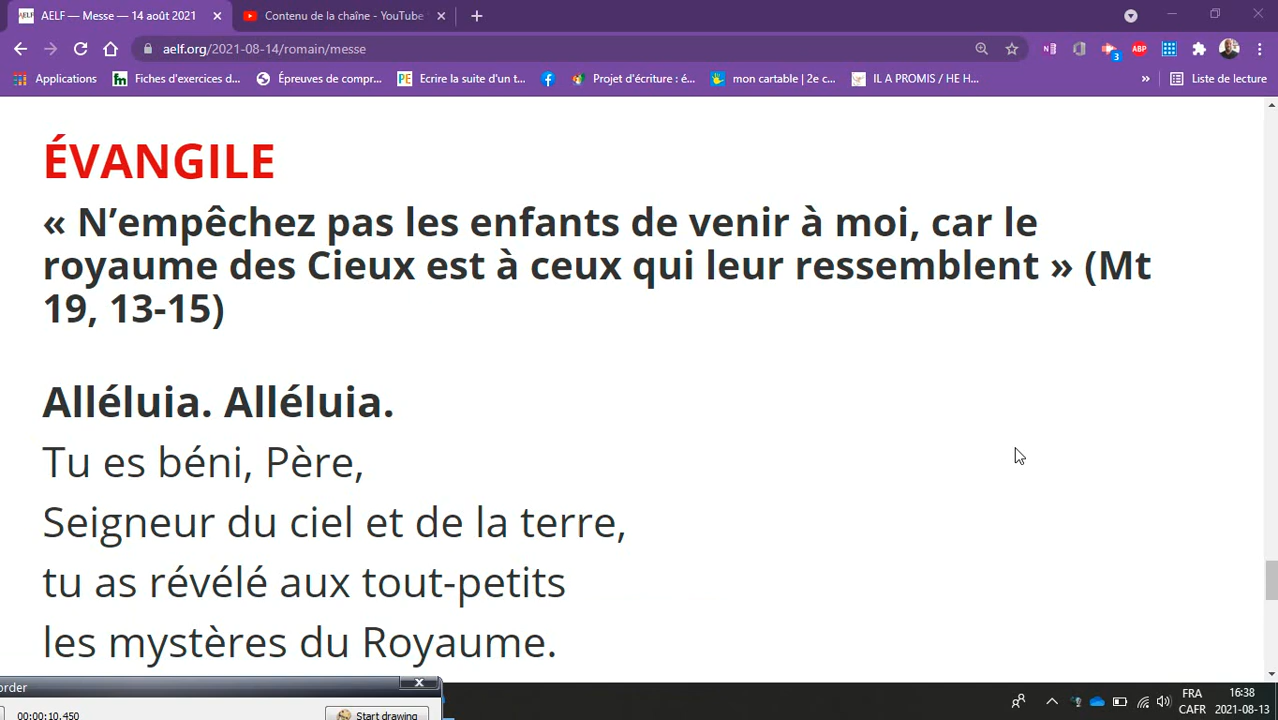 AELF — Messe — 14 août 2021
Contenu de la chaîne - YouTube
aelf.org/2021-08-14/romain/messe
N
ABP
3
Applications
fn Fiches d'exercices d...
Épreuves de compr...
PE Ecrire la suite d'un t...
Projet d'écriture : é...
mon cartable | 2e c...
IL A PROMIS / HE H...
»
Liste de lecture
ÉVANGILE
« N’empêchez pas les enfants de venir à moi, car le
royaume des Cieux est à ceux qui leur ressemblent » (Mt
19, 13-15)
Alléluia. Alléluia.
Tu es béni, Père,
Seigneur du ciel et de la terre,
tu as révélé aux tout-petits
les mystères du Royaume.
order
00:00:10.450
Start drawing
FRA
CAFR
16:38
2021-08-13